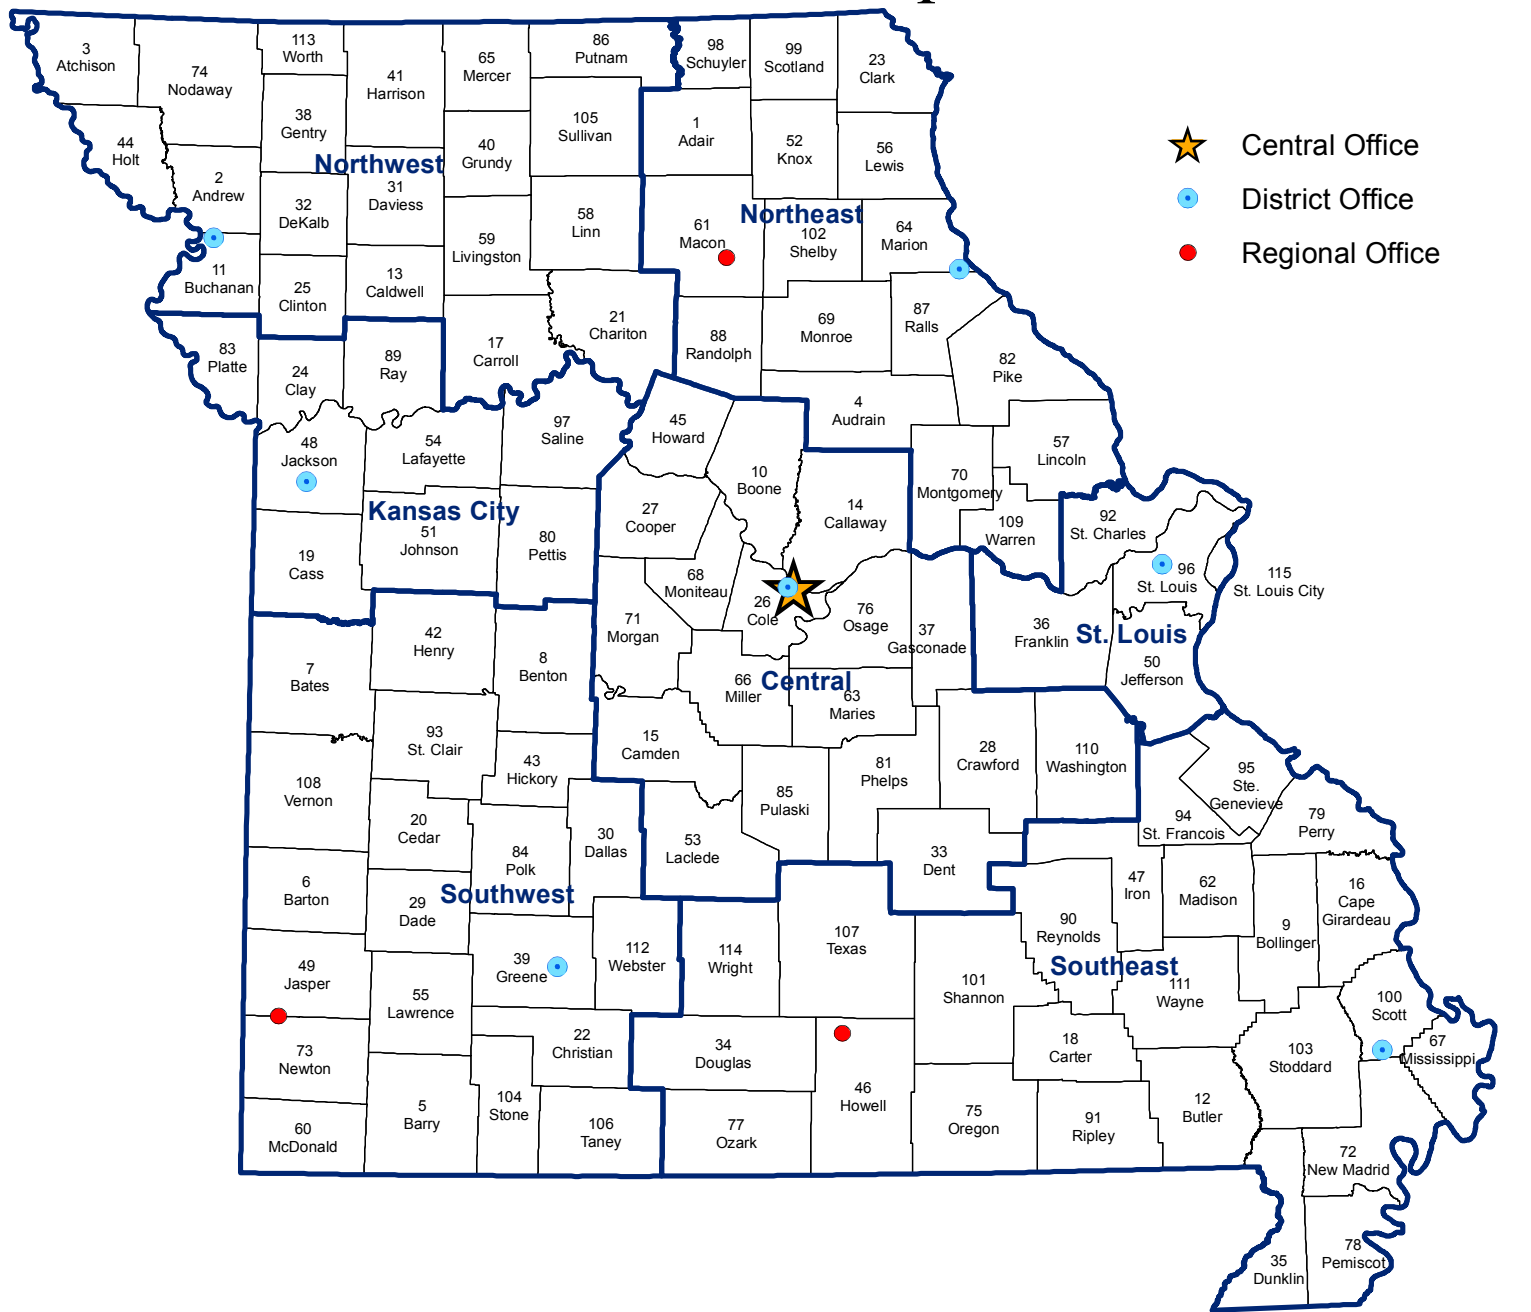 3
Atchison
74
Nodaway
113
Worth
41
Harrison
65
Mercer
86
Putnam
98
Schuyler
99
Scotland
23
Clark
44
Holt
2
Andrew
38
Gentry
40
Grundy
105
Sullivan
1
Adair
52
Knox
56
Lewis
Central Office
District Office
Regional Office
Northwest
32
DeKalb
31
Daviess
59
Livingston
58
Linn
61
Macon
Northeast
102
Shelby
64
Marion
11
Buchanan
25
Clinton
13
Caldwell
17
Carroll
21
Chariton
88
Randolph
69
Monroe
87
Ralls
82
Pike
83
Platte
24
Clay
89
Ray
97
Saline
45
Howard
4
Audrain
57
Lincoln
48
Jackson
54
Lafayette
10
Boone
70
Montgomery
Kansas City
51
Johnson
80
Pettis
27
Cooper
14
Callaway
109
Warren
92
St. Charles
96
St. Louis
115
St. Louis City
19
Cass
68
Moniteau
26
Cole
71
Morgan
76
Osage
37
Gasconade
36
Franklin
St. Louis
50
Jefferson
42
Henry
7
Bates
8
Benton
66
Miller
Central
63
Maries
93
St. Clair
43
Hickory
15
Camden
28
Crawford
110
Washington
108
Vernon
85
Pulaski
81
Phelps
95
Ste.
Genevieve
94
St. Francois
79
Perry
20
Cedar
84
Polk
30
Dallas
53
Laclede
33
Dent
6
Barton
29
Dade
Southwest
47
Iron
62
Madison
16
Cape
Girardeau
90
Reynolds
9
Bollinger
Southeast
49
Jasper
39
Greene
112
Webster
114
Wright
107
Texas
101
Shannon
111
Wayne
100
Scott
55
Lawrence
67
Mississippi
73
Newton
22
Christian
34
Douglas
18
Carter
103
Stoddard
60
McDonald
5
Barry
104
Stone
106
Taney
77
Ozark
46
Howell
75
Oregon
91
Ripley
12
Butler
72
New Madrid
35
Dunklin
78
Pemiscot